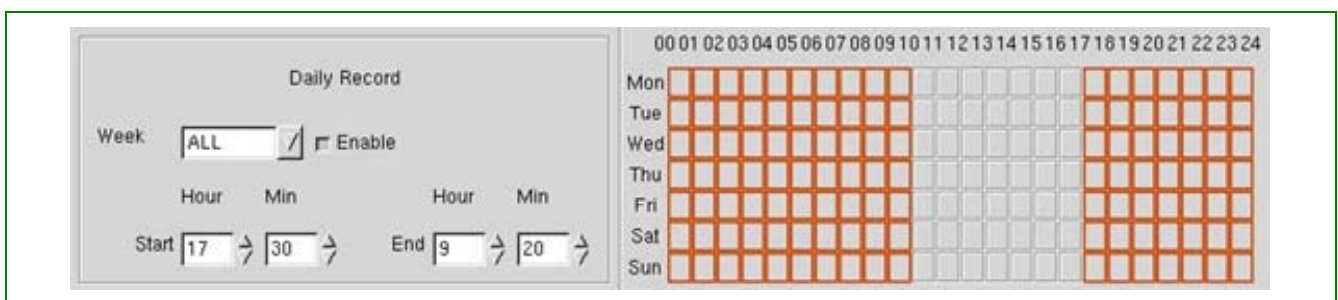 Daily Record
Week ALL Enable
Hour Min Hour Min
Start 17 30 End 9 20
00 01 02 03 04 05 06 07 08 09 10 11 12 13 14 15 16 17 18 19 20 21 22 23 24
Mon
Tue
Wed
Thu
Fri
Sat
Sun